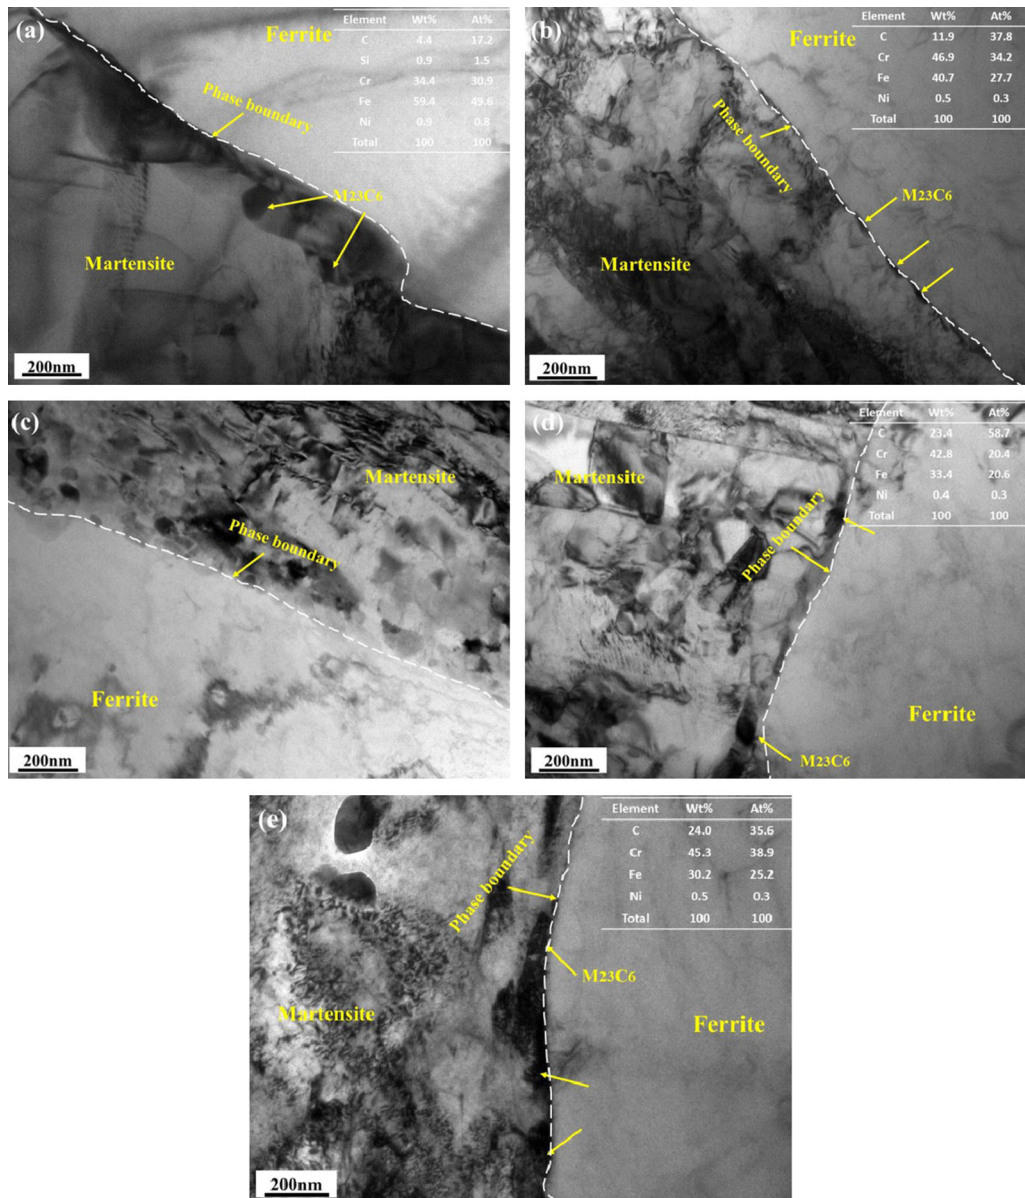 (a)
Ferrite
Element Wt% At%
C 4.4 17.2
Si 0.9 1.5
Cr 34.4 30.9
Fe 59.4 49.6
Ni 0.9 0.8
Total 100 100
Phase boundary
M23C6
Martensite
200nm
(b)
Ferrite
Element Wt% At%
C 11.9 37.8
Cr 46.9 34.2
Fe 40.7 27.7
Ni 0.5 0.3
Total 100 100
Phase boundary
M23C6
Martensite
200nm
(c)
Martensite
Phase boundary
Ferrite
200nm
(d)
Martensite
Element Wt% At%
C 23.4 58.7
Cr 42.8 20.4
Fe 33.4 20.6
Ni 0.4 0.3
Total 100 100
Phase boundary
Ferrite
M23C6
200nm
(e)
Element Wt% At%
C 24.0 35.6
Cr 45.3 38.9
Fe 30.2 25.2
Ni 0.5 0.3
Total 100 100
Phase boundary
M23C6
Martensite
Ferrite
200nm